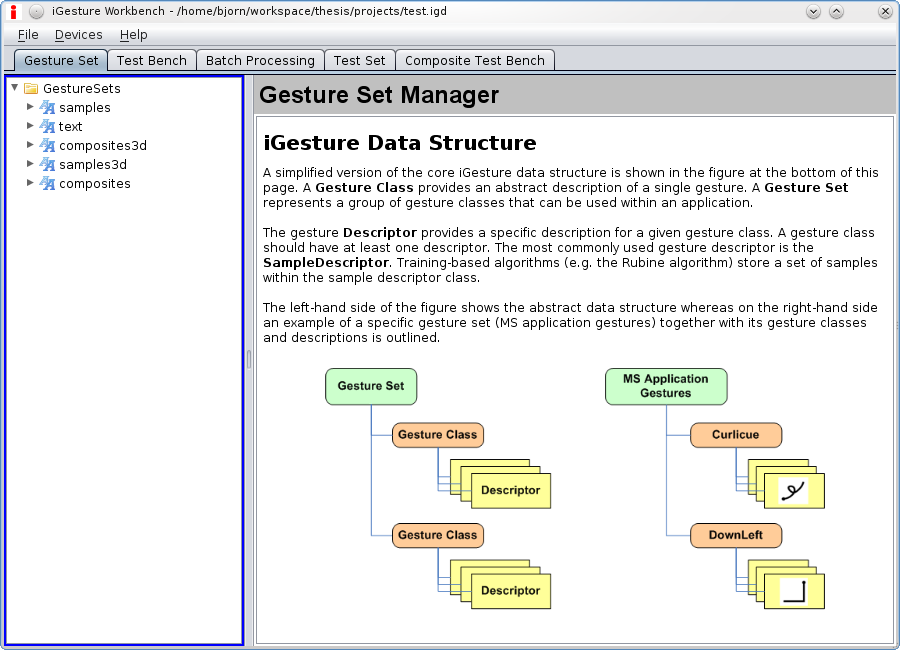 iGesture Workbench - /home/bjorn/workspace/thesis/projects/test.igd
File Devices Help
Gesture Set Test Bench Batch Processing Test Set Composite Test Bench
GestureSets
samples
text
composites3d
samples3d
composites
Gesture Set Manager
iGesture Data Structure
A simplified version of the core iGesture data structure is shown in the figure at the bottom of this
page. A Gesture Class provides an abstract description of a single gesture. A Gesture Set
represents a group of gesture classes that can be used within an application.
The gesture Descriptor provides a specific description for a given gesture class. A gesture class
should have at least one descriptor. The most commonly used gesture descriptor is the
SampleDescriptor. Training-based algorithms (e.g. the Rubine algorithm) store a set of samples
within the sample descriptor class.
The left-hand side of the figure shows the abstract data structure whereas on the right-hand side
an example of a specific gesture set (MS application gestures) together with its gesture classes
and descriptions is outlined.
Gesture Set
Gesture Class
Descriptor
Gesture Class
Descriptor
MS Application
Gestures
Curlicue
DownLeft